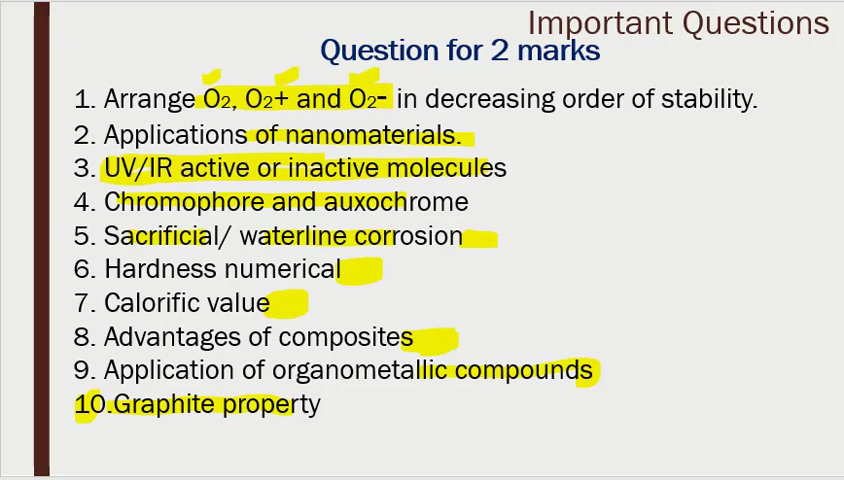 Important Questions
Question for 2 marks
1. Arrange O2, O2+ and O2- in decreasing order of stability.
2. Applications of nanomaterials.
3. UV/IR active or inactive molecules
4. Chromophore and auxochrome
5. Sacrificial/ waterline corrosion
6. Hardness numerical
7. Calorific value
8. Advantages of composites
9. Application of organometallic compounds
10.Graphite property